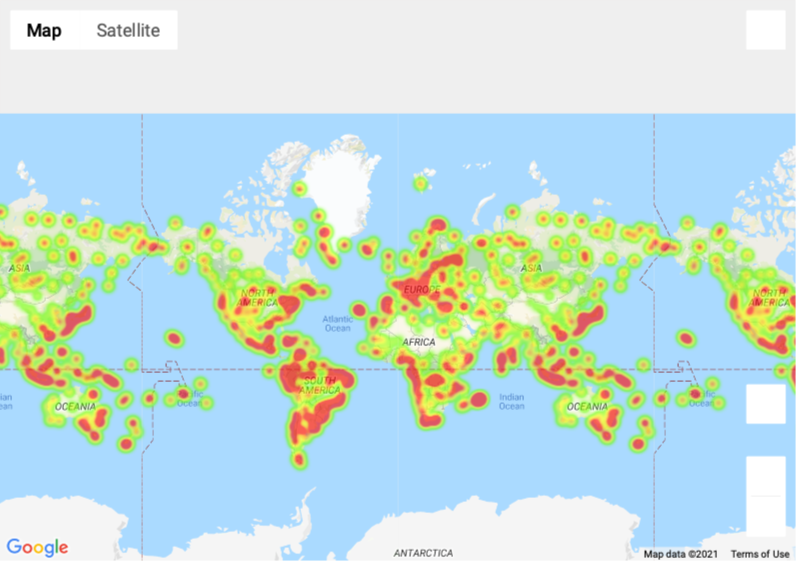 Map Satellite
ASIA
NORTH
AMERICA
EUROPE
ASIA
NORTH
AMERICA
Atlantic
Ocean
AFRICA
SOUTH
AMERICA
OCEANIA
Indian
Ocean
OCEANIA
Google
ANTARCTICA
Map data ©2021 Terms of Use